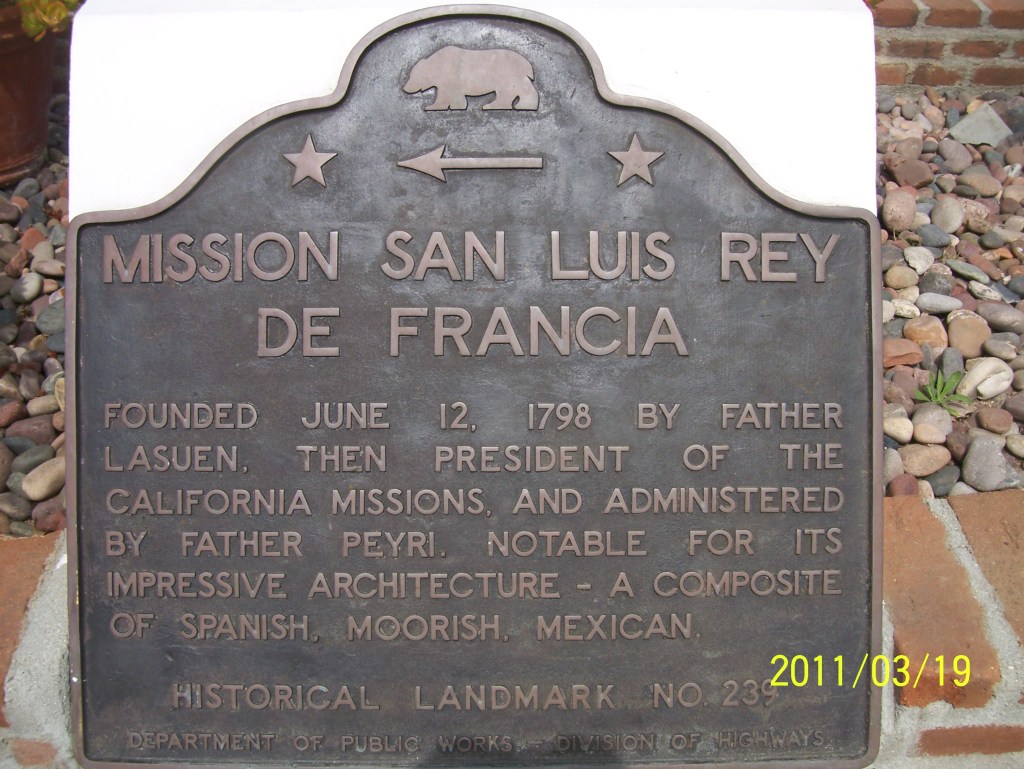 MISSION SAN LUIS REY
DE FRANCIA
FOUNDED JUNE 12, 1798 BY FATHER
LASUEN, THEN PRESIDENT OF THE
CALIFORNIA MISSIONS, AND ADMINISTERED
BY FATHER PEYRI. NOTABLE FOR ITS
IMPRESSIVE ARCHITECTURE - A COMPOSITE
OF SPANISH, MOORISH, MEXICAN.
HISTORICAL LANDMARK NO. 239
DEPARTMENT OF PUBLIC WORKS - DIVISION OF HIGHWAYS
2011/03/19